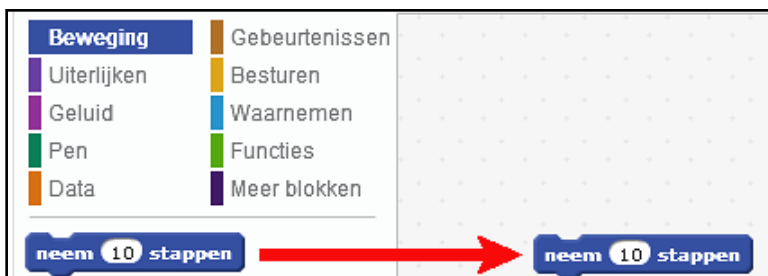 Beweging Gebeurtenissen
Uiterlijken Besturen
Geluid Waarnemen
Pen Functies
Data Meer blokken
neem 10 stappen neem 10 stappen